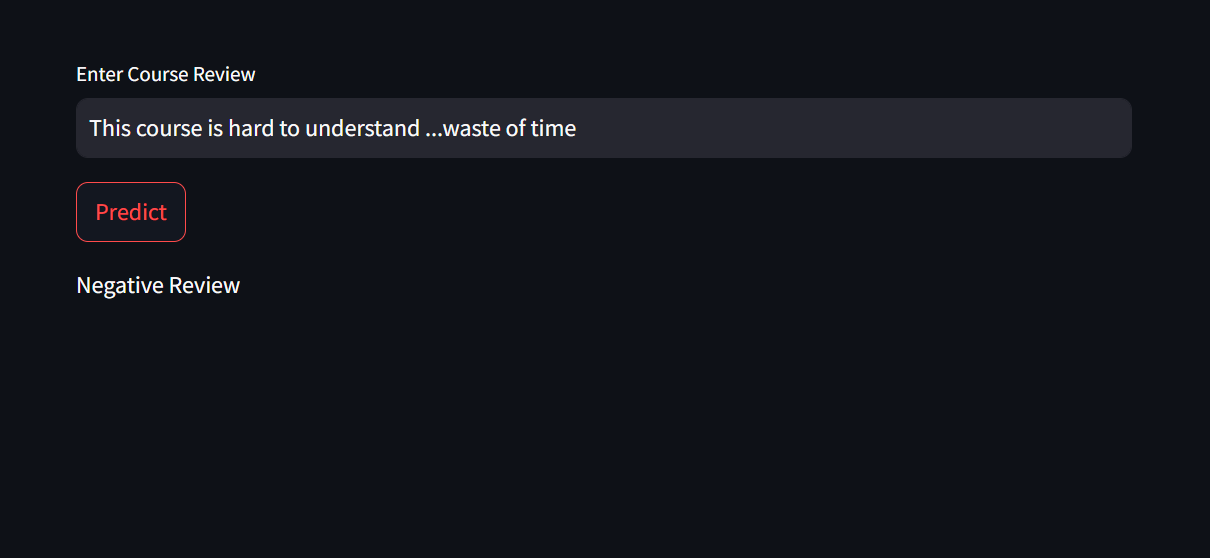 Enter Course Review
This course is hard to understand ...waste of time
Predict
Negative Review